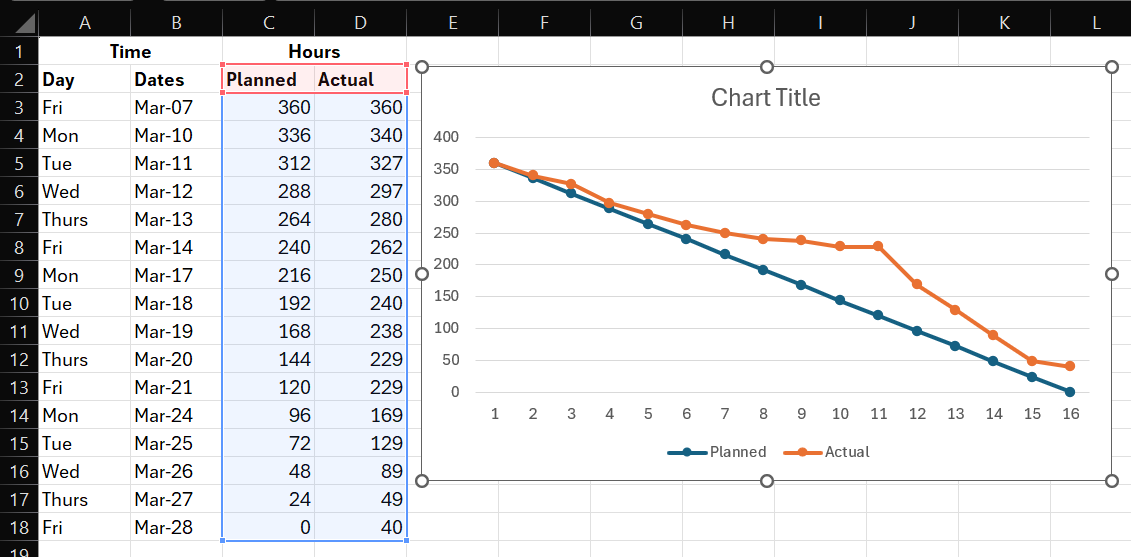 A B C D E F G H I J K L
1 Time Hours
2 Day Dates Planned Actual
3 Fri Mar-07 360 360
4 Mon Mar-10 336 340
5 Tue Mar-11 312 327
6 Wed Mar-12 288 297
7 Thurs Mar-13 264 280
8 Fri Mar-14 240 262
9 Mon Mar-17 216 250
10 Tue Mar-18 192 240
11 Wed Mar-19 168 238
12 Thurs Mar-20 144 229
13 Fri Mar-21 120 229
14 Mon Mar-24 96 169
15 Tue Mar-25 72 129
16 Wed Mar-26 48 89
17 Thurs Mar-27 24 49
18 Fri Mar-28 0 40
19
Chart Title
400
350
300
250
200
150
100
50
0
1 2 3 4 5 6 7 8 9 10 11 12 13 14 15 16
Planned Actual